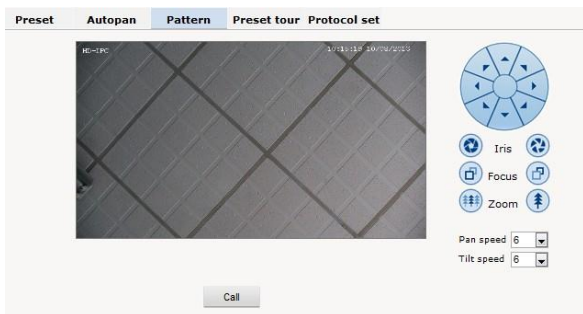 Preset Autopan Pattern Preset tour Protocol set
HD-IPC
Iris
Focus
Zoom
Pan speed 6
Tilt speed 6
Call